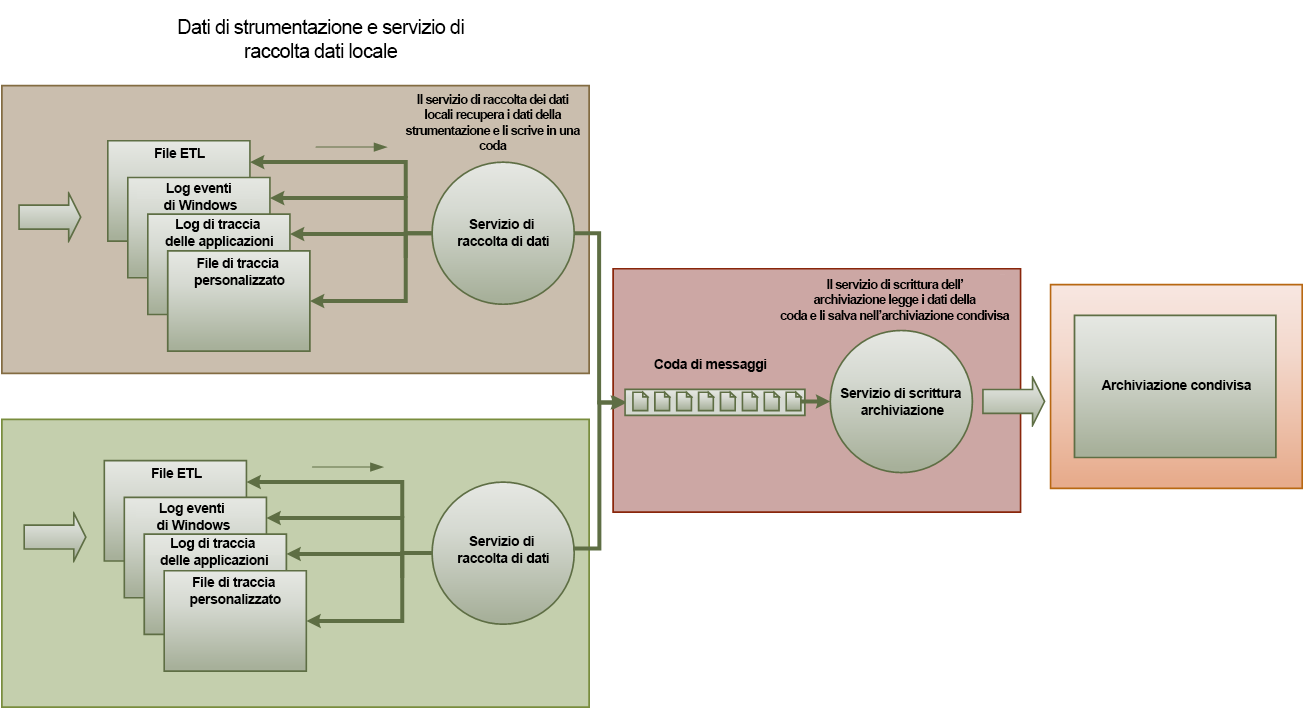 Dati di strumentazione e servizio di
raccolta dati locale
Il servizio di raccolta dei dati
locali recupera i dati della
strumentazione e li scrive in una
coda
File ETL
Log eventi
di Windows
Log di traccia
delle applicazioni
File di traccia
personalizzato
Servizio di
raccolta di dati
Il servizio di scrittura dell’
archiviazione legge i dati della
coda e li salva nell’archiviazione condivisa
Coda di messaggi
Servizio di scrittura
archiviazione
Archiviazione condivisa
File ETL
Log eventi
di Windows
Log di traccia
delle applicazioni
File di traccia
personalizzato
Servizio di
raccolta di dati